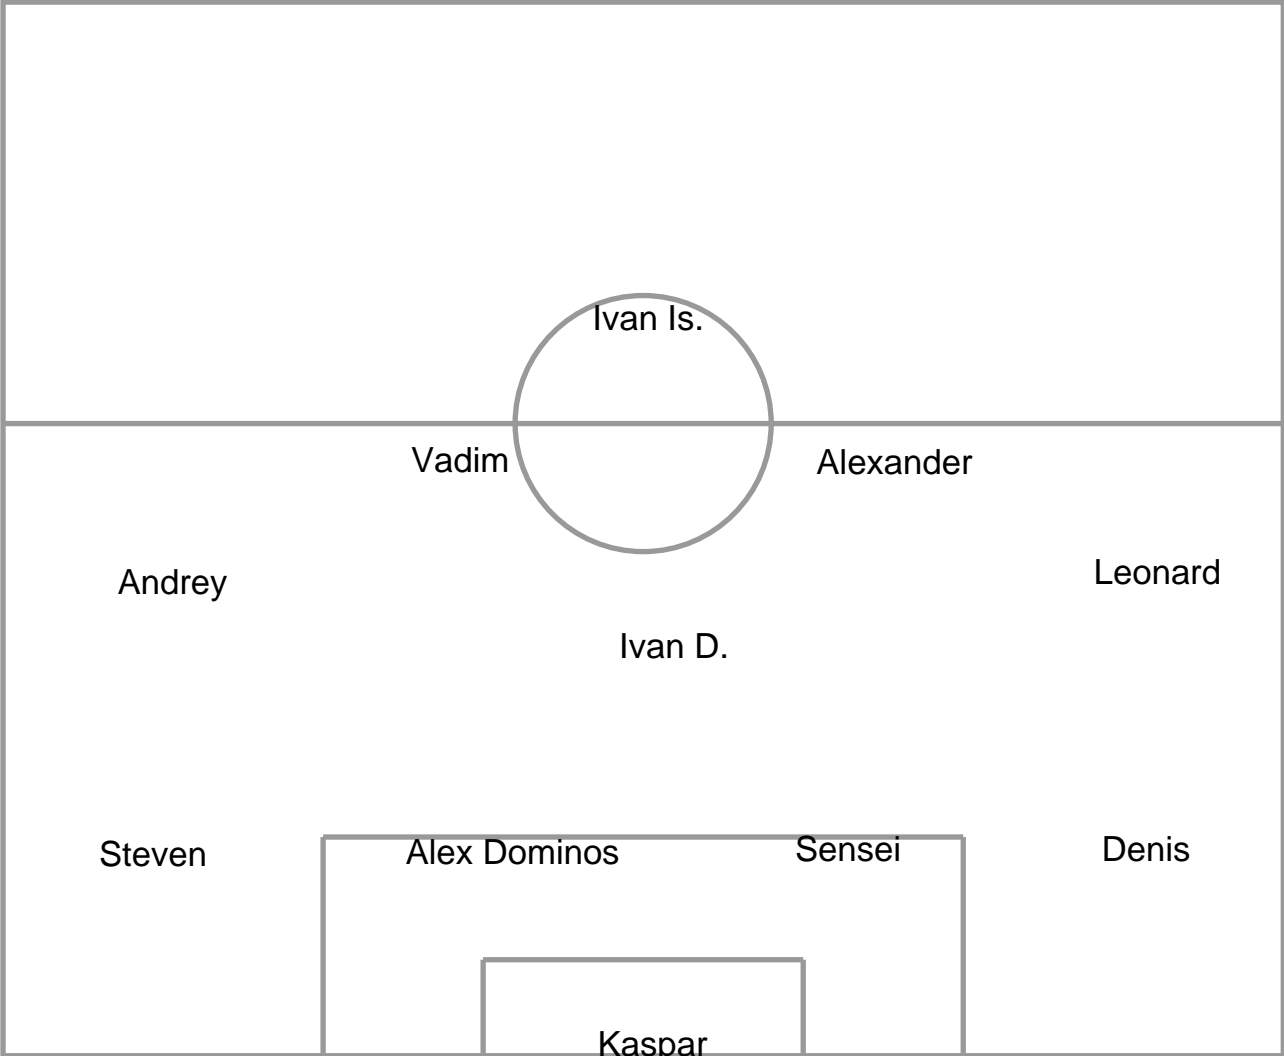 Ivan Is.
Vadim
Alexander
Andrey
Leonard
Ivan D.
Steven
Alex Dominos
Sensei
Denis
Kaspar